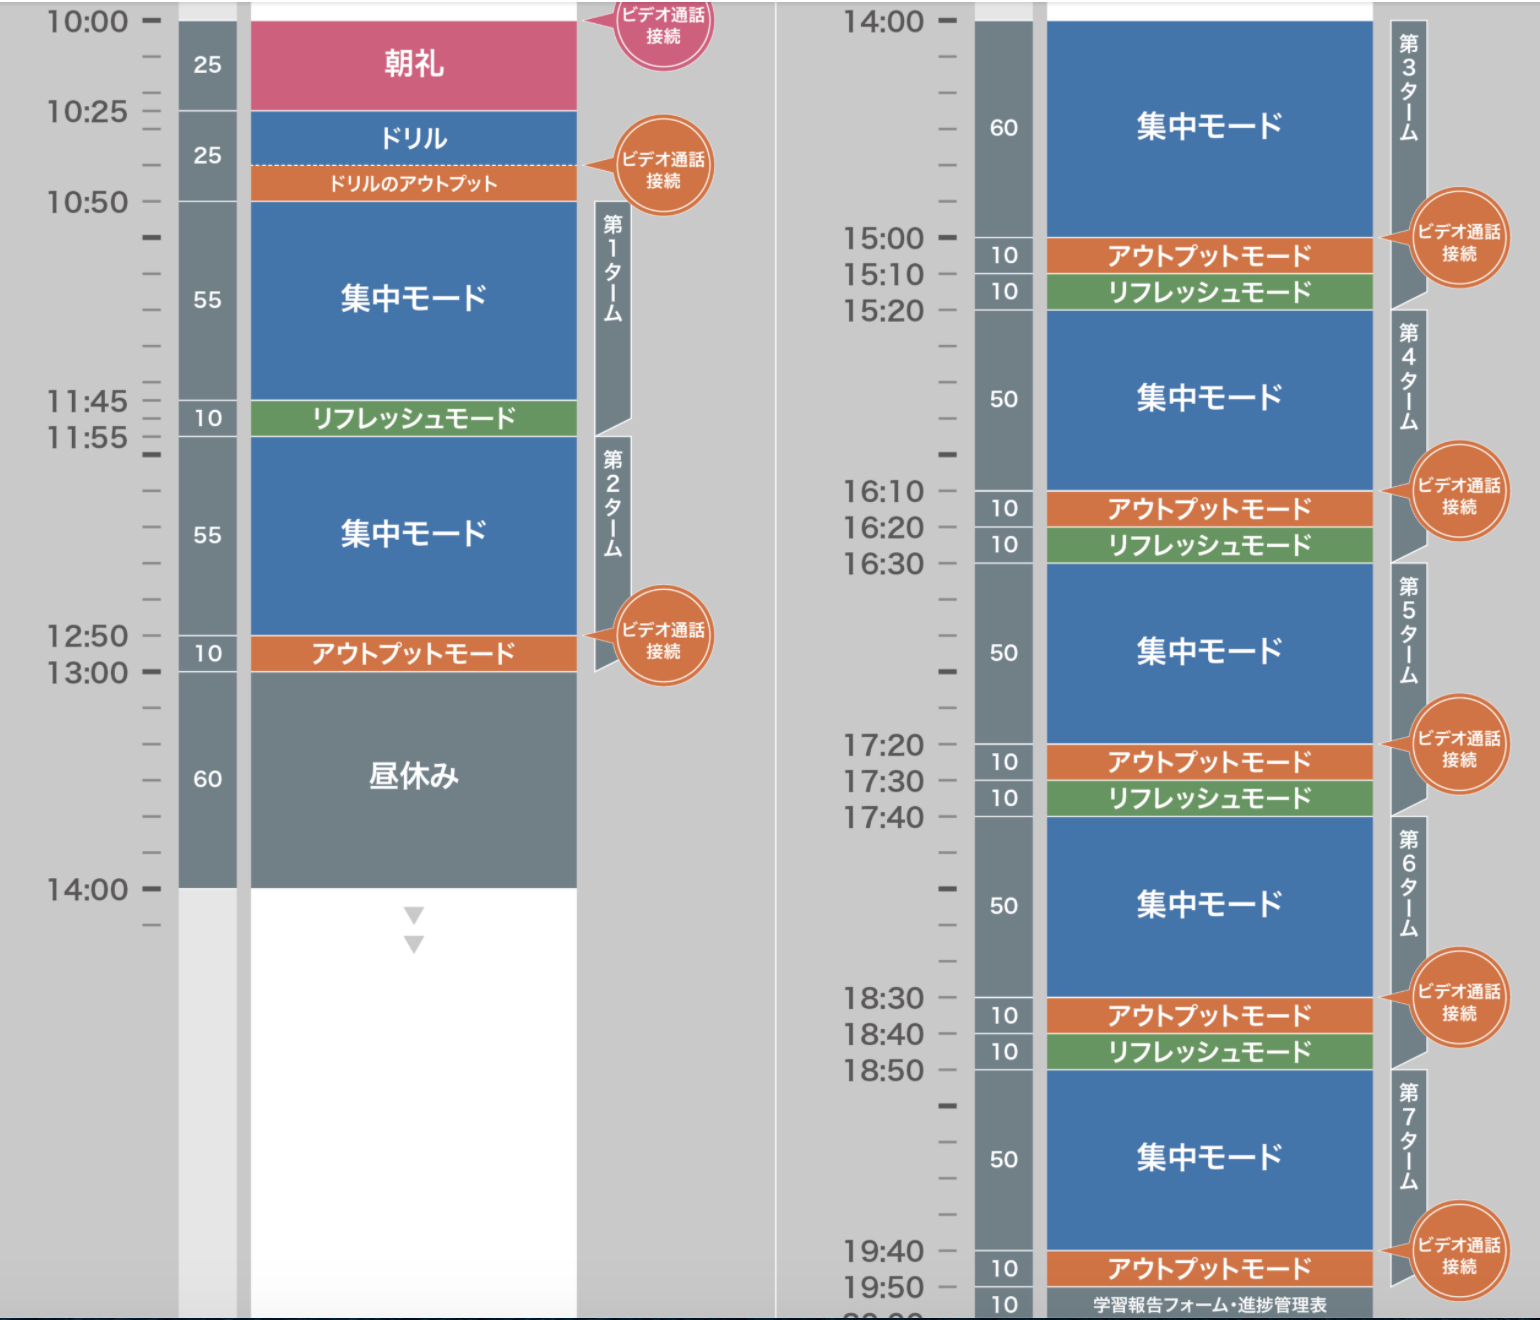 10:00
25
朝礼
ビデオ通話
接続
10:25
25
ドリル
ドリルのアウトプット
ビデオ通話
接続
10:50
55
集中モード
第1ターム
11:45
10
リフレッシュモード
11:55
55
集中モード
第2ターム
12:50
10
アウトプットモード
ビデオ通話
接続
13:00
60
昼休み
14:00
14:00
60
集中モード
第3ターム
15:00
10
アウトプットモード
ビデオ通話
接続
15:10
10
リフレッシュモード
15:20
50
集中モード
第4ターム
16:10
10
アウトプットモード
ビデオ通話
接続
16:20
10
リフレッシュモード
16:30
50
集中モード
第5ターム
17:20
10
アウトプットモード
ビデオ通話
接続
17:30
10
リフレッシュモード
17:40
50
集中モード
第6ターム
18:30
10
アウトプットモード
ビデオ通話
接続
18:40
10
リフレッシュモード
18:50
50
集中モード
第7ターム
19:40
10
アウトプットモード
ビデオ通話
接続
19:50
10
学習報告フォーム・進捗管理表